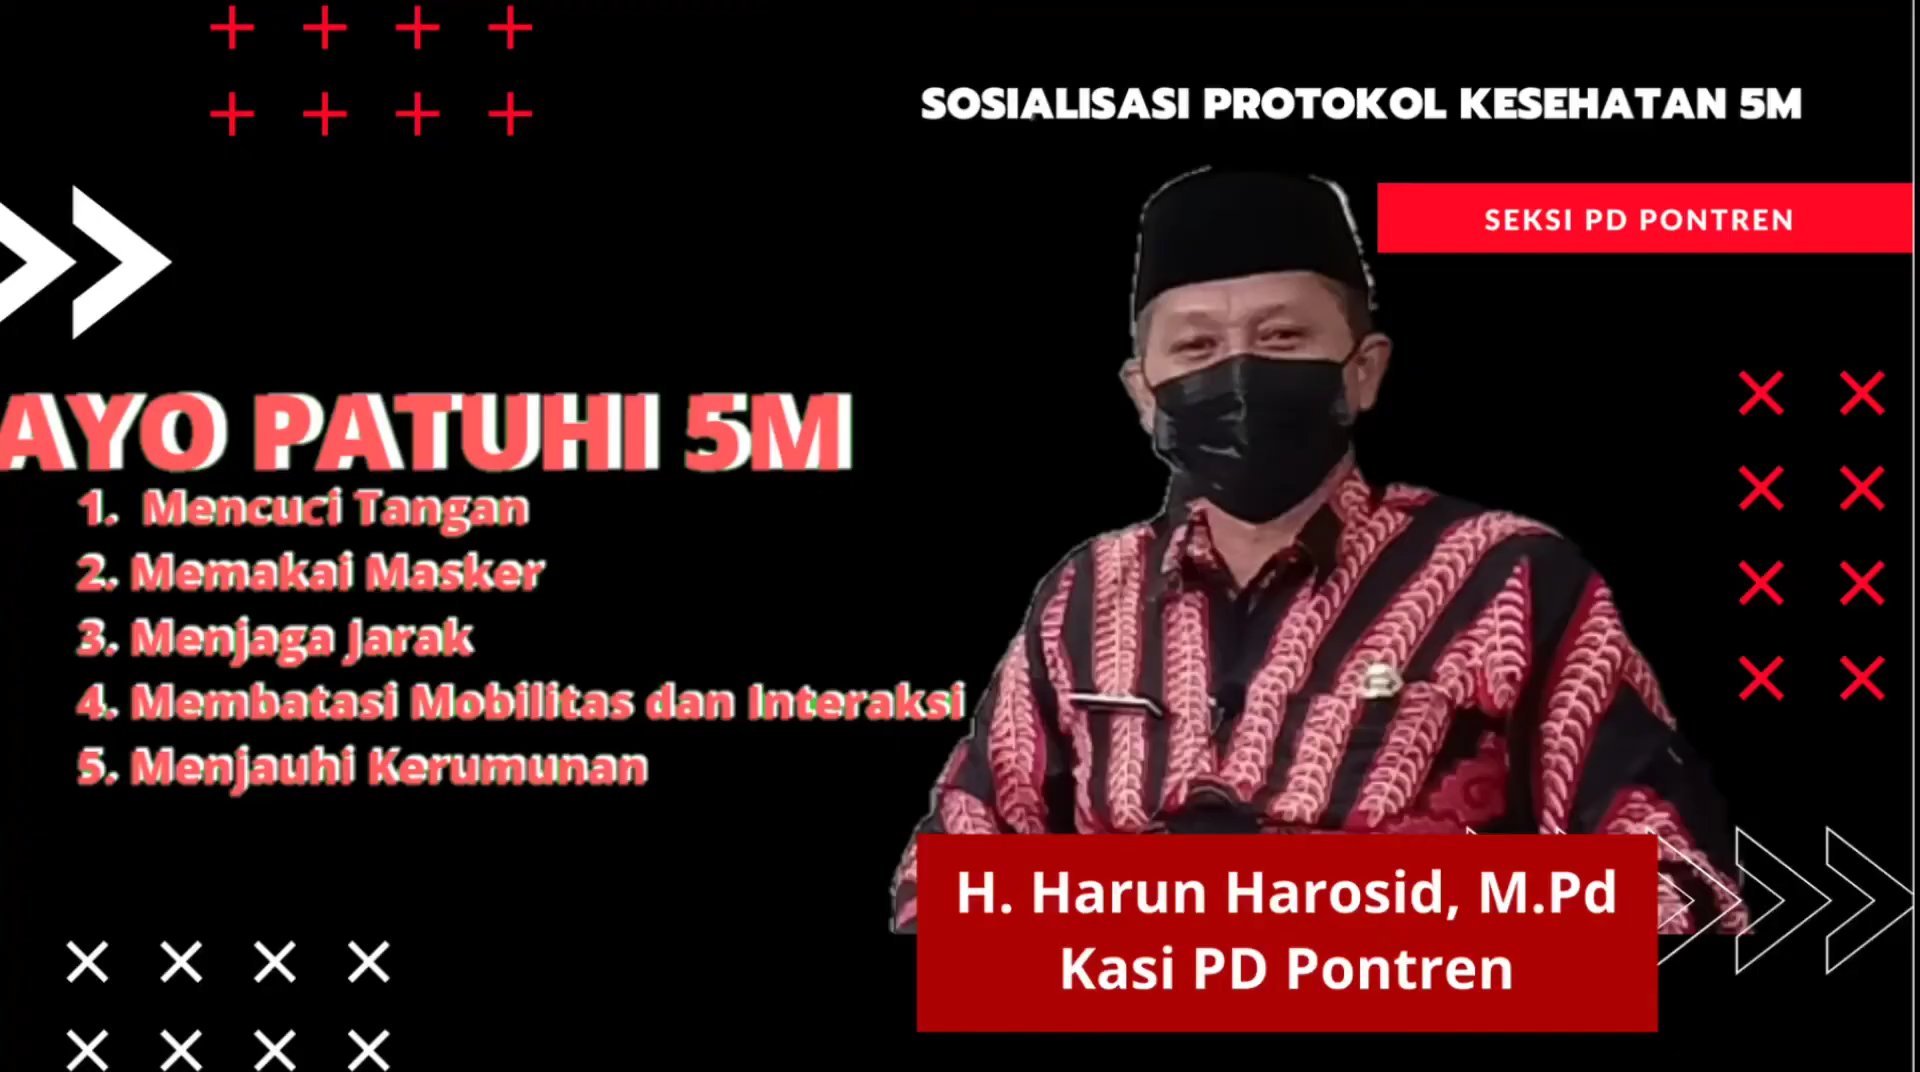 SOSIALISASI PROTOKOL KESEHATAN 5M
SEKSI PD PONTREN
AYO PATUHI 5M
1. Mencuci Tangan
2. Memakai Masker
3. Menjaga Jarak
4. Membatasi Mobilitas dan Interaksi
5. Menjauhi Kerumunan
H. Harun Harosid, M.Pd
Kasi PD Pontren